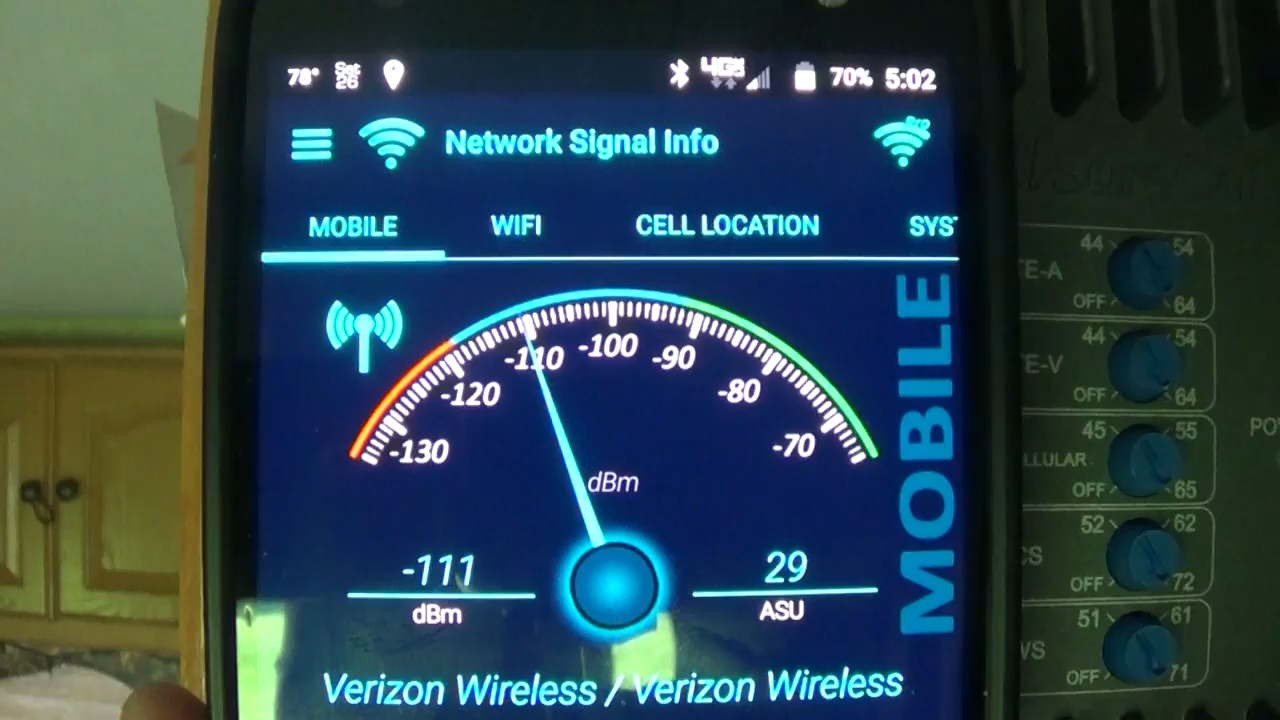 78° Sat 26 4G 70% 5:02
Network Signal Info
Pro
MOBILE WIFI CELL LOCATION SYS
MOBILE
-130 -120 -110 -100 -90 -80 -70
dBm
-111
dBm
29
ASU
Verizon Wireless / Verizon Wireless
TE-A
44 54
OFF 64
TE-V
44 54
OFF 64
LLULAR
45 55
OFF 65
CS
52 62
OFF 72
WS
51 61
OFF 71
PO